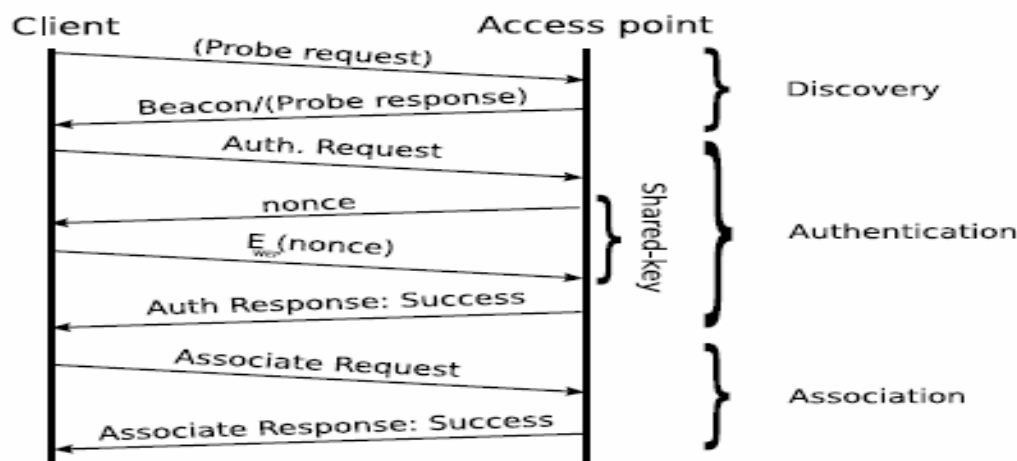 Client
Access point
(Probe request)
Discovery
Beacon/(Probe response)
Auth. Request
nonce
Shared-key
Authentication
E_WEP(nonce)
Auth Response: Success
Associate Request
Association
Associate Response: Success